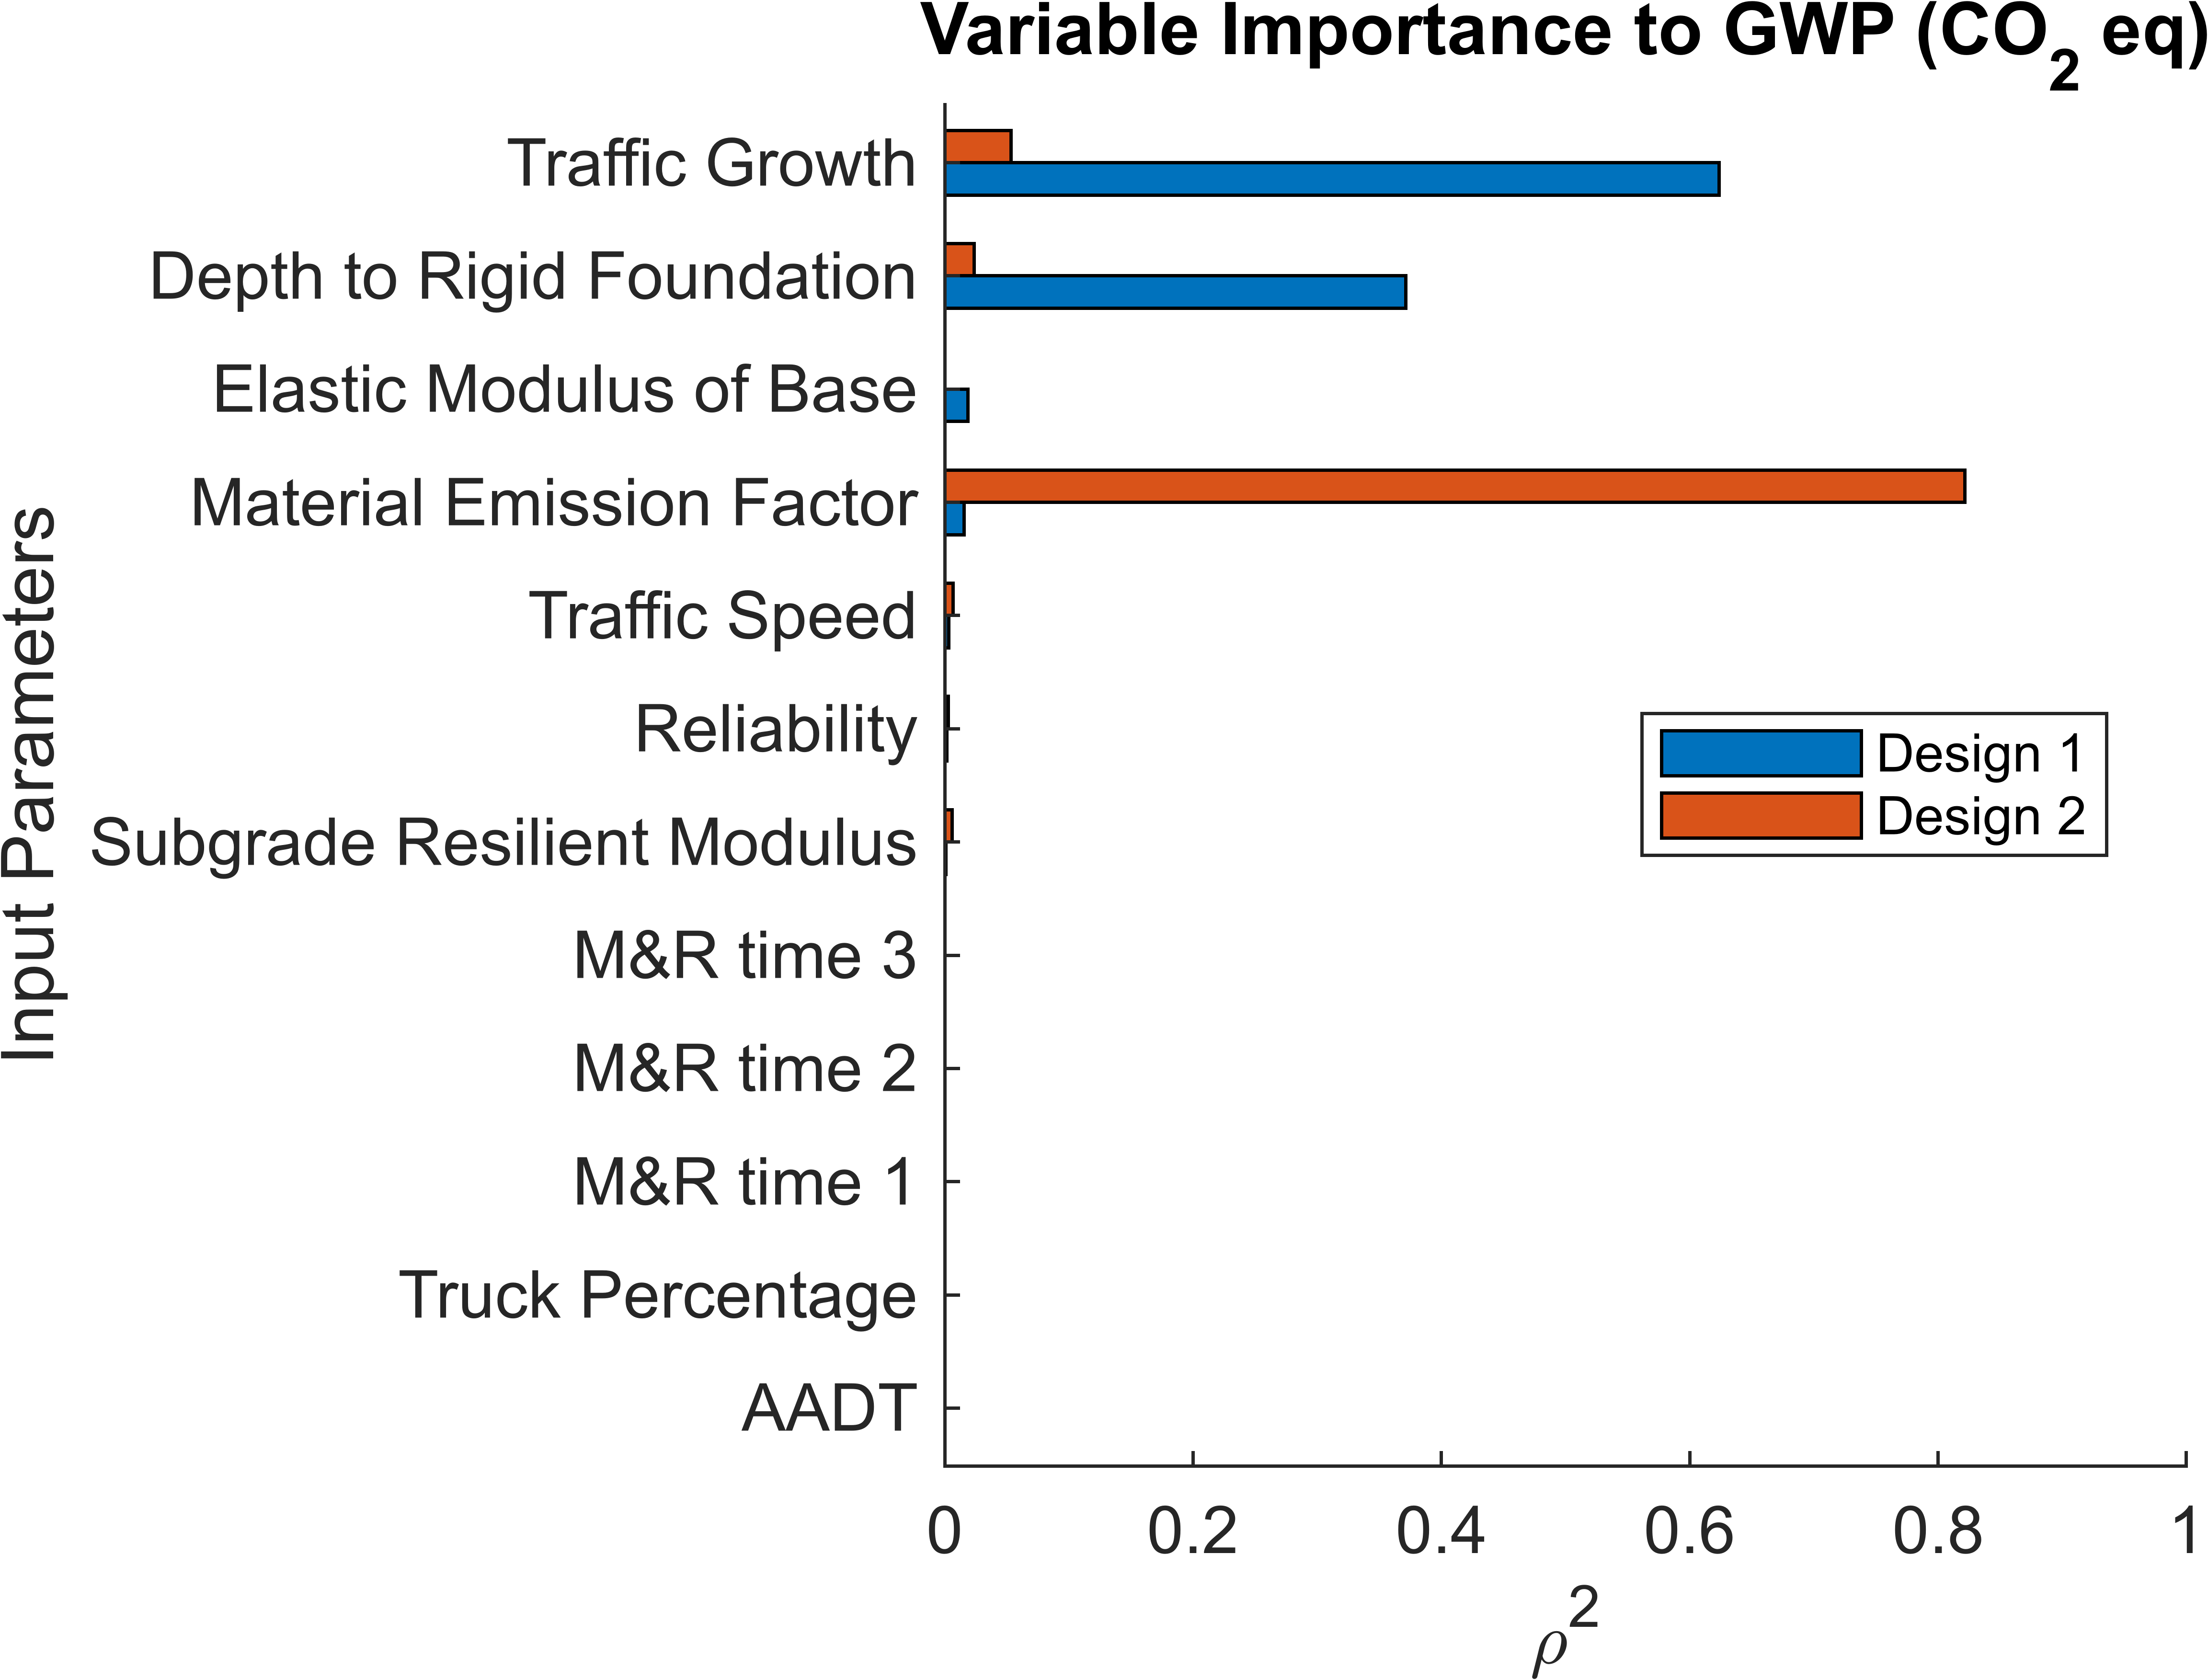 Variable Importance to GWP (CO₂ eq)
Traffic Growth
Depth to Rigid Foundation
Elastic Modulus of Base
Material Emission Factor
Traffic Speed
Reliability
Subgrade Resilient Modulus
M&R time 3
M&R time 2
M&R time 1
Truck Percentage
AADT
Input Parameters
Design 1
Design 2
0 0.2 0.4 0.6 0.8 1
ρ²